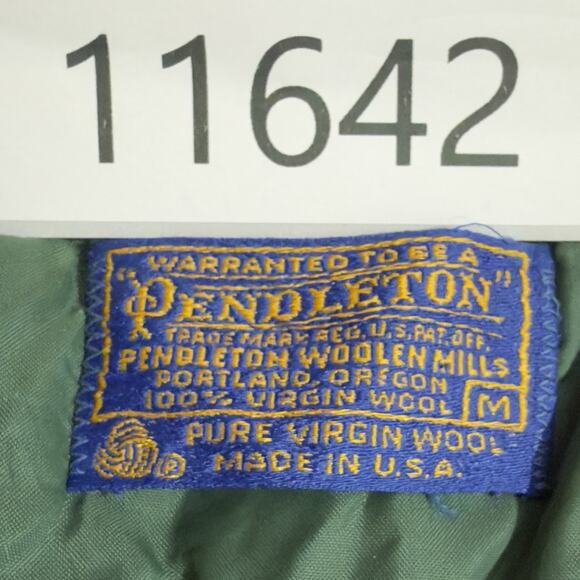 11642
WARRANTED TO BE A
"PENDLETON"
TRADE MARK REG. U.S. PAT. OFF.
PENDLETON WOOLEN MILLS
PORTLAND, OREGON
100% VIRGIN WOOL M
PURE VIRGIN WOOL
R MADE IN U.S.A.